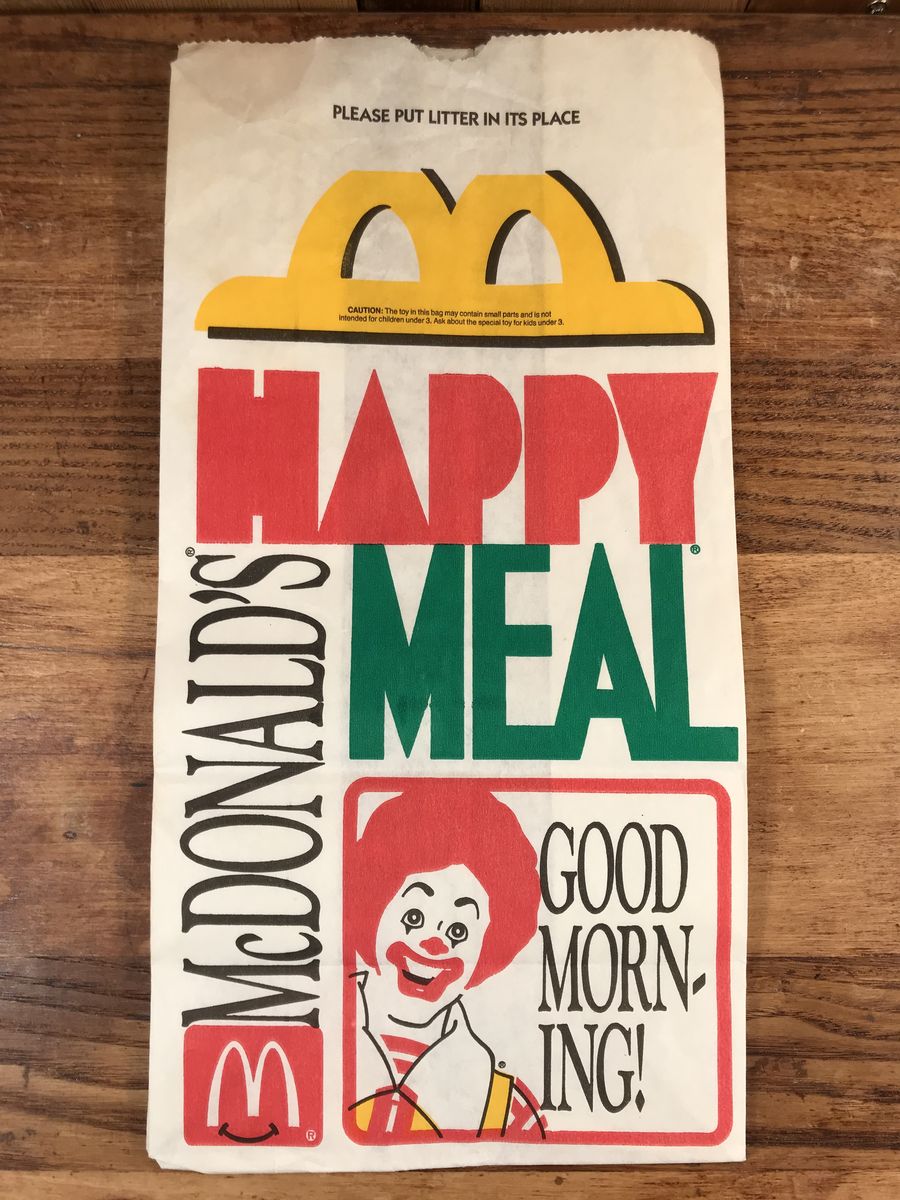 PLEASE PUT LITTER IN ITS PLACE
CAUTION: The toy in this bag may contain small parts and is not
intended for children under 3. Ask about the special toy for kids under 3.
HAPPY
MEAL®
McDONALD'S®
GOOD
MORN-
ING!
®
®